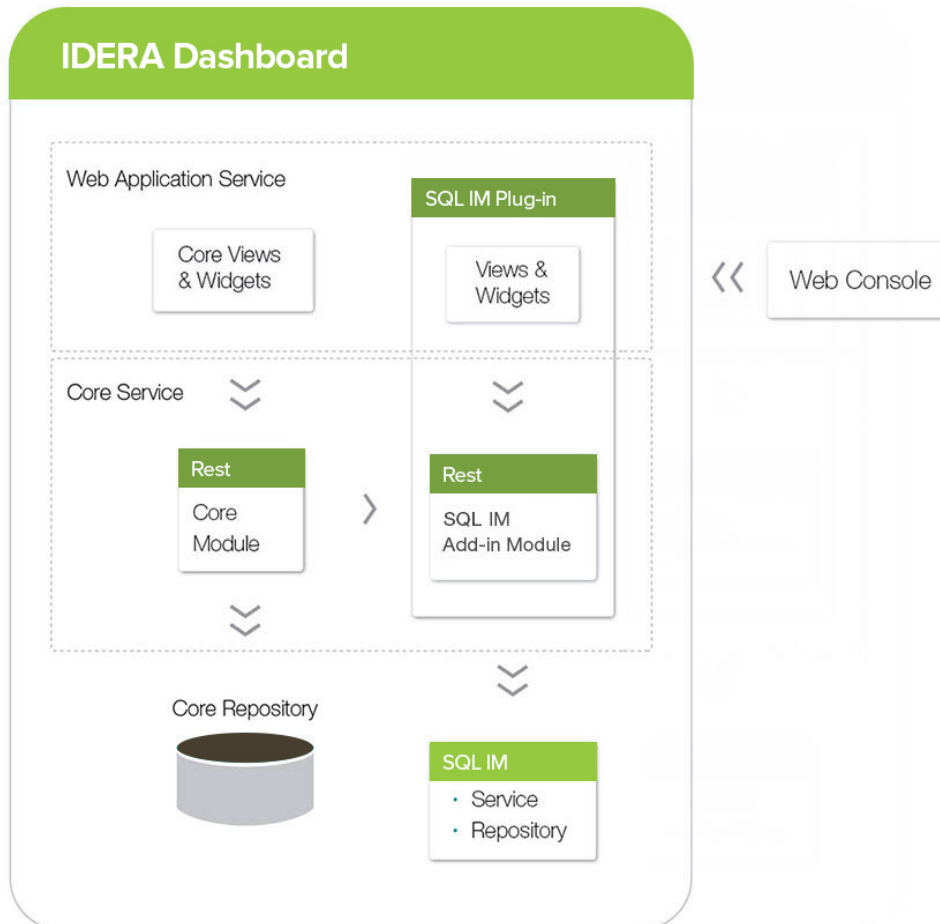 IDERA Dashboard
Web Application Service
SQL IM Plug-in
Core Views
& Widgets
Views &
Widgets
Web Console
Core Service
Rest
Core
Module
Rest
SQL IM
Add-in Module
Core Repository
SQL IM
· Service
· Repository